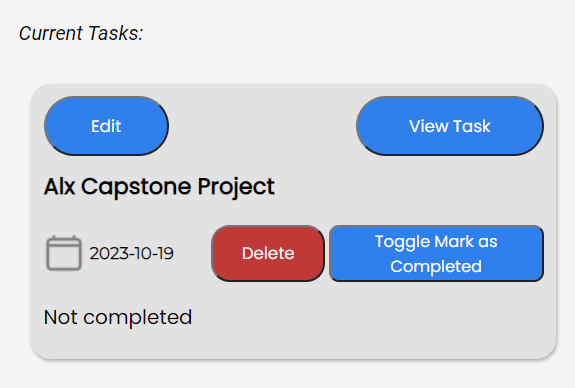 Current Tasks:
Edit
View Task
Alx Capstone Project
2023-10-19
Delete
Toggle Mark as
Completed
Not completed